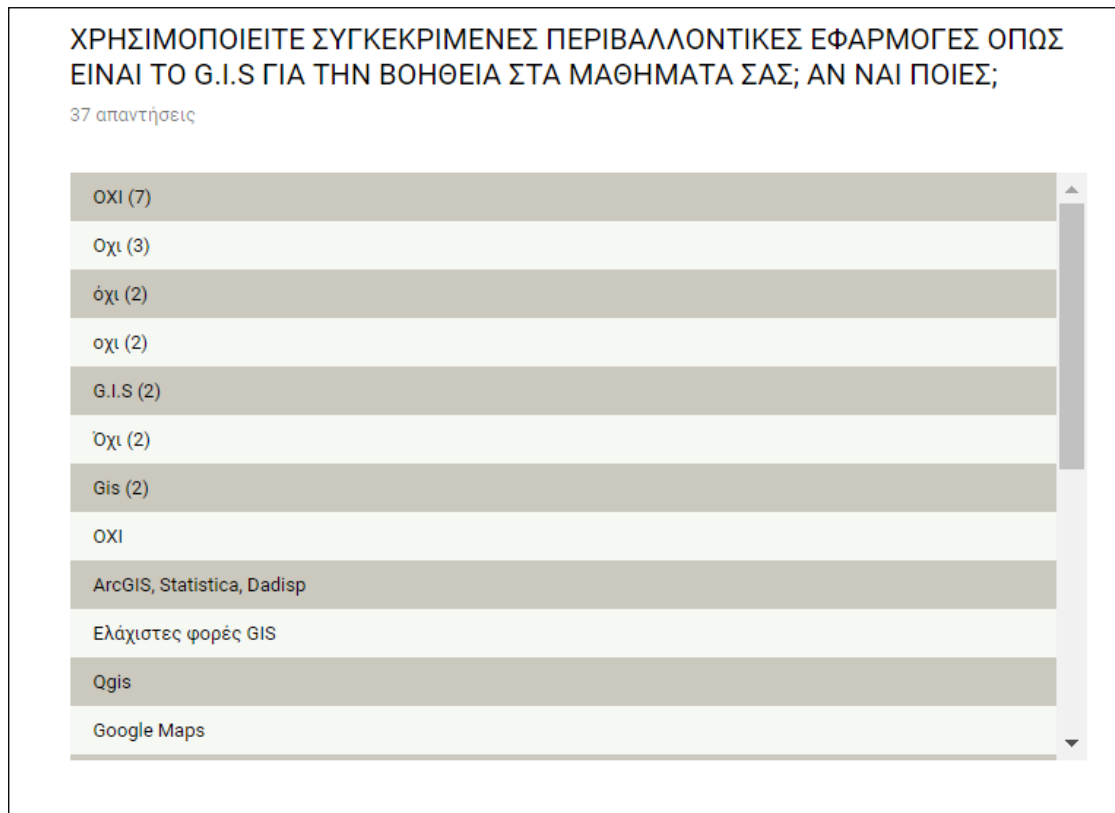 ΧΡΗΣΙΜΟΠΟΙΕΙΤΕ ΣΥΓΚΕΚΡΙΜΕΝΕΣ ΠΕΡΙΒΑΛΛΟΝΤΙΚΕΣ ΕΦΑΡΜΟΓΕΣ ΟΠΩΣ
ΕΙΝΑΙ ΤΟ G.I.S ΓΙΑ ΤΗΝ ΒΟΗΘΕΙΑ ΣΤΑ ΜΑΘΗΜΑΤΑ ΣΑΣ; ΑΝ ΝΑΙ ΠΟΙΕΣ;
37 απαντήσεις
ΟΧΙ (7)
Οχι (3)
όχι (2)
οχι (2)
G.I.S (2)
Όχι (2)
Gis (2)
OXI
ArcGIS, Statistica, Dadisp
Ελάχιστες φορές GIS
Qgis
Google Maps